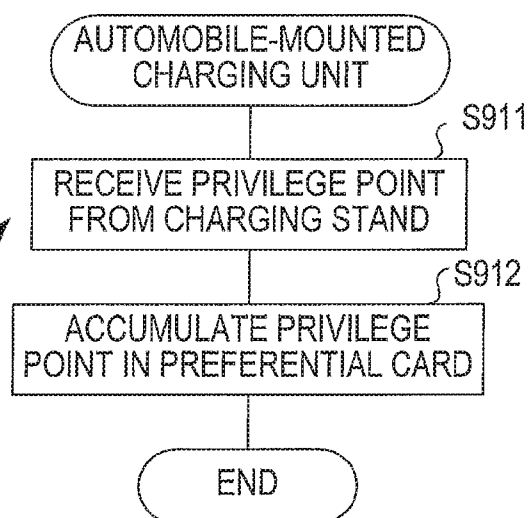 AUTOMOBILE-MOUNTED
CHARGING UNIT
S911
RECEIVE PRIVILEGE POINT
FROM CHARGING STAND
S912
ACCUMULATE PRIVILEGE
POINT IN PREFERENTIAL CARD
END